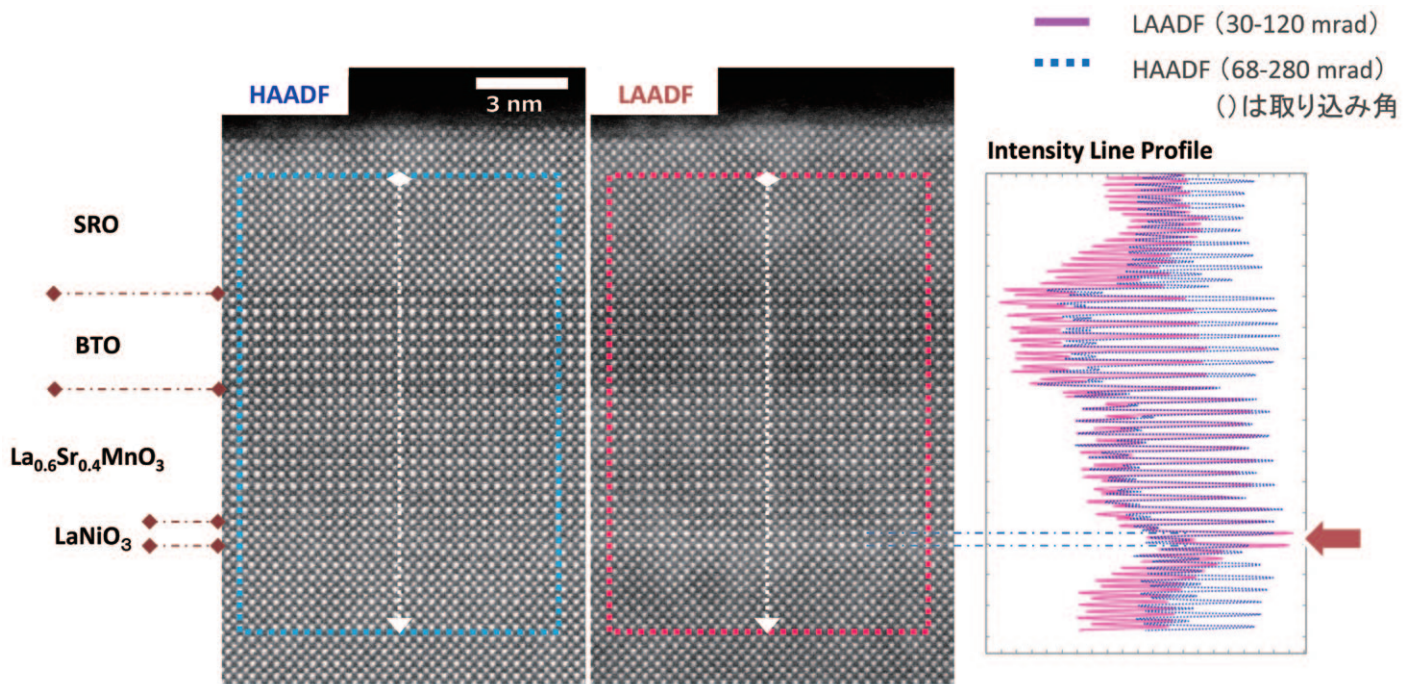 LAADF（30-120 mrad）
HAADF（68-280 mrad）
（）は取り込み角
HAADF
3 nm
LAADF
Intensity Line Profile
SRO
BTO
La0.6Sr0.4MnO3
LaNiO3